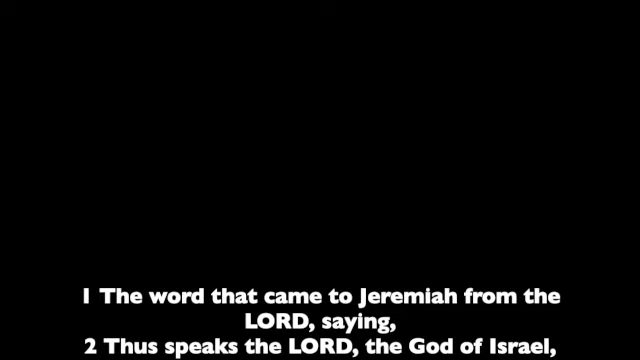 1 The word that came to Jeremiah from the
LORD, saying,
2 Thus speaks the LORD, the God of Israel,